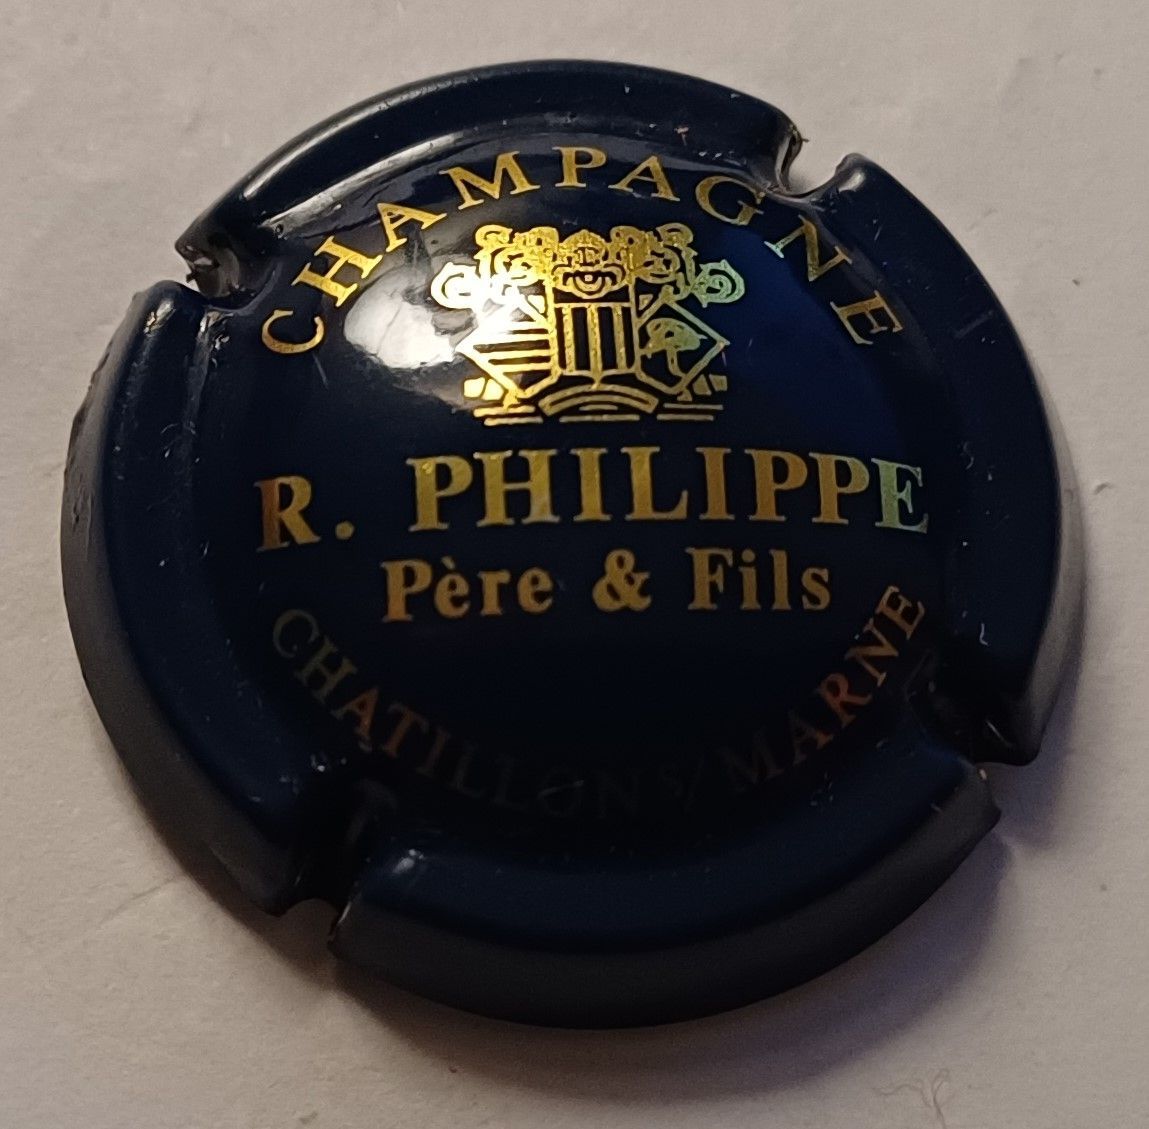 CHAMPAGNE
R. PHILIPPE
Père & Fils
CHATILLON s/ MARNE